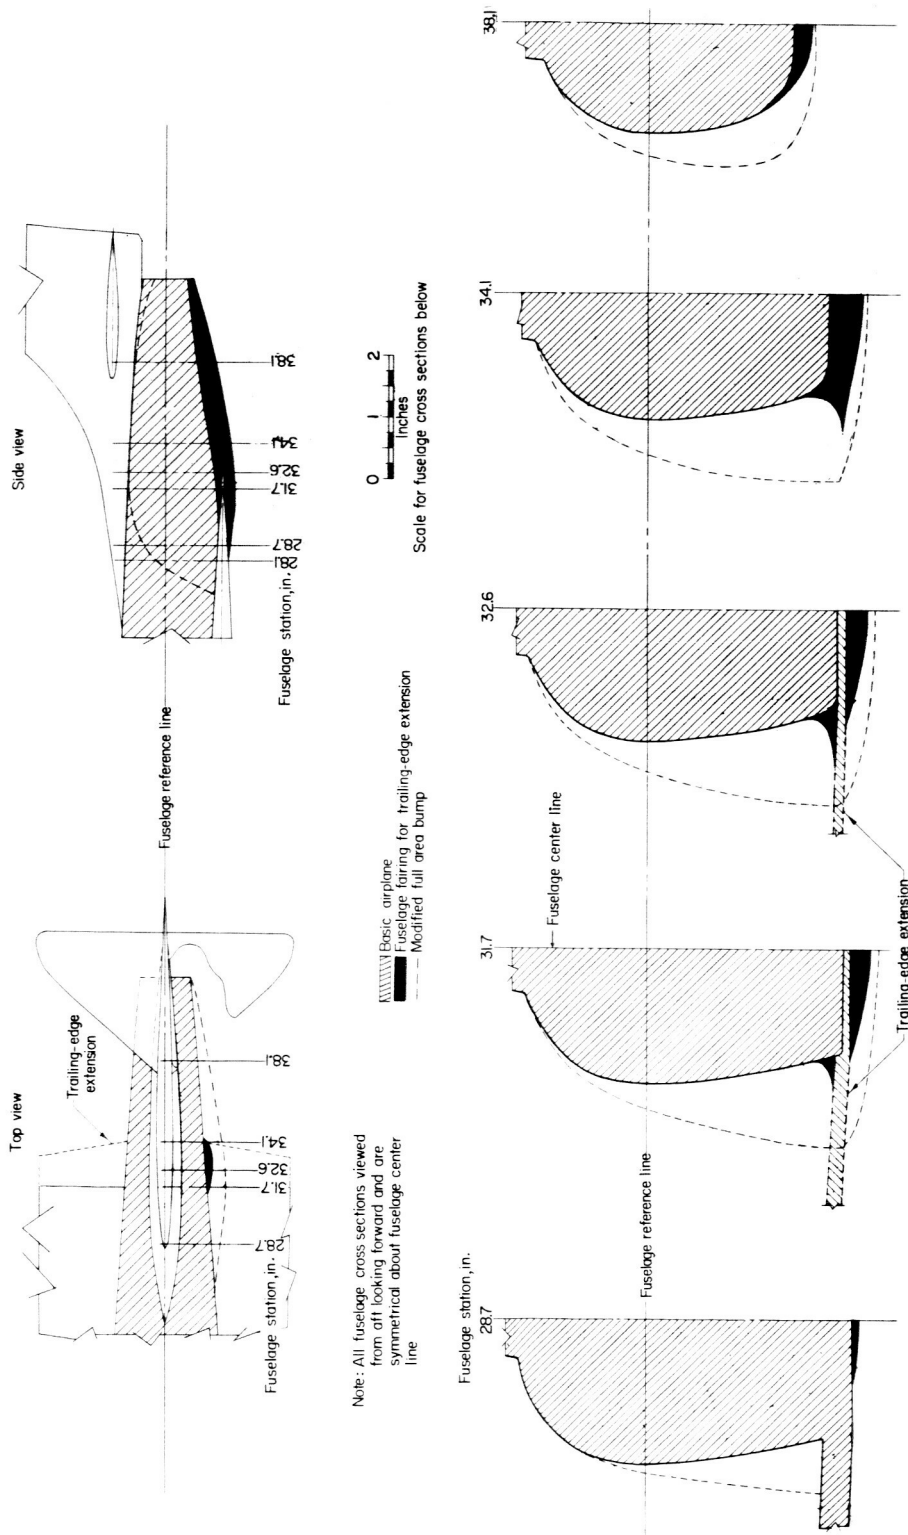 Top view
Trailing-edge
extension
28.7
31.7
32.6
34.1
38.1
Fuselage station, in.
Fuselage reference line
Side view
28.1
28.7
31.7
32.6
34.1
38.1
Fuselage station, in.
Note: All fuselage cross sections viewed
from aft looking forward and are
symmetrical about fuselage center
line
Basic airplane
Fuselage fairing for trailing-edge extension
Modified full area bump
0 1 2
Inches
Scale for fuselage cross sections below
Fuselage station, in.
28.7
31.7
32.6
34.1
38.1
Fuselage center line
Fuselage reference line
Trailing-edge extension